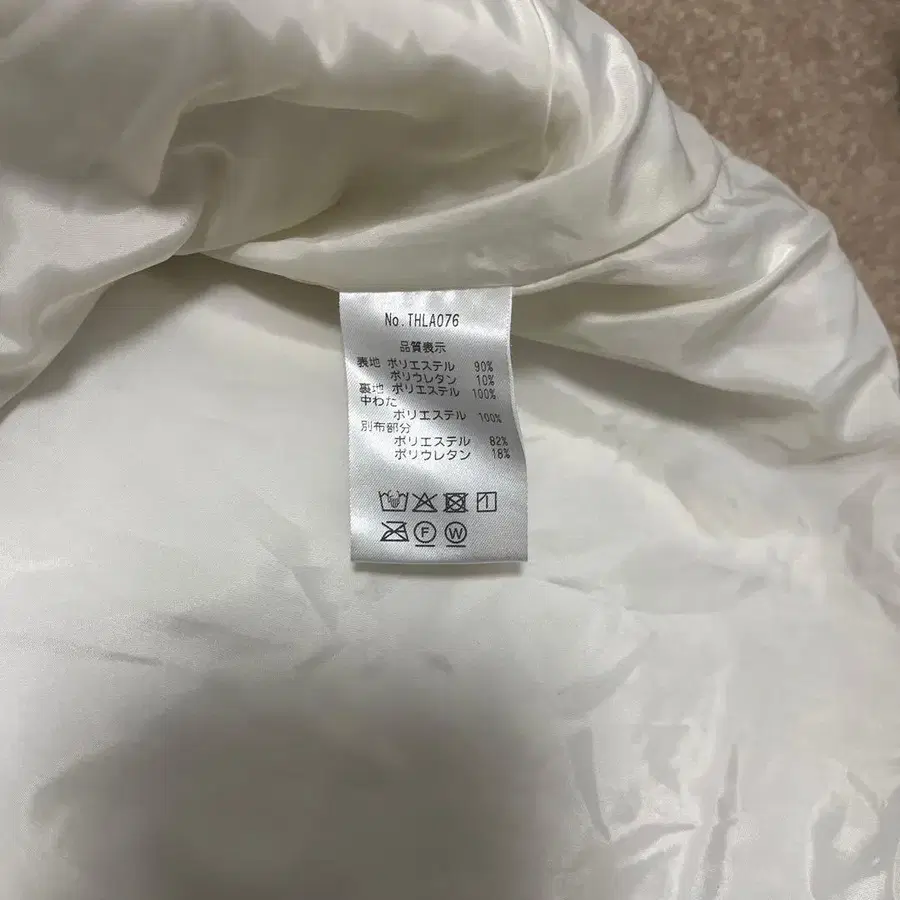 No.THLA076
品質表示
表地 ポリエステル 90%
ポリウレタン 10%
裏地 ポリエステル 100%
中わた
ポリエステル 100%
別布部分
ポリエステル 82%
ポリウレタン 18%
F W